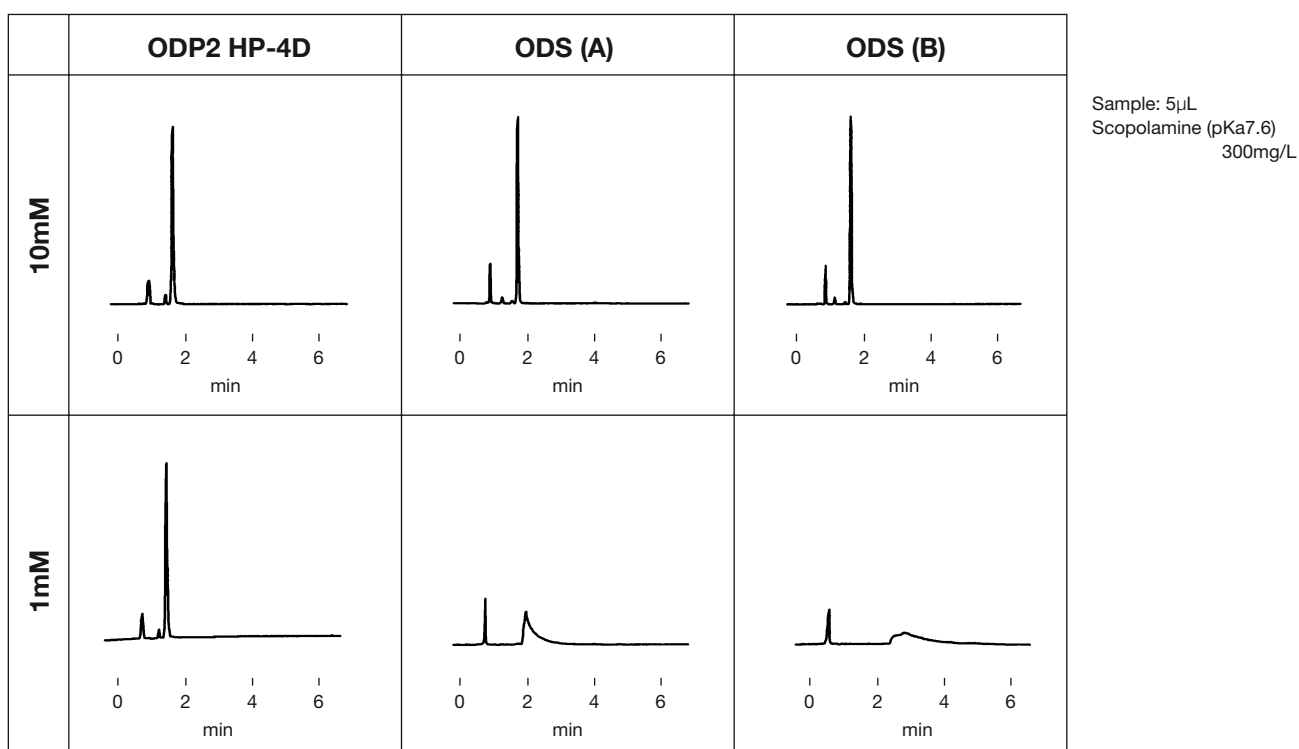 ODP2 HP-4D
ODS (A)
ODS (B)
Sample: 5µL
Scopolamine (pKa7.6)
300mg/L
10mM
0 2 4 6
min
0 2 4 6
min
0 2 4 6
min
1mM
0 2 4 6
min
0 2 4 6
min
0 2 4 6
min